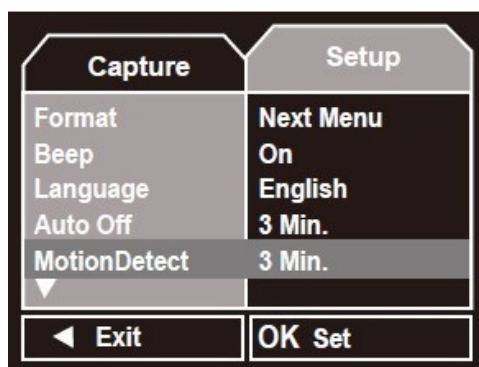 Capture Setup
Format Next Menu
Beep On
Language English
Auto Off 3 Min.
MotionDetect 3 Min.
Exit OK Set